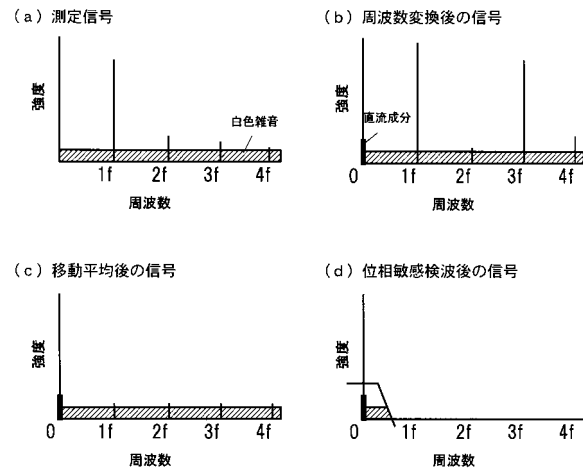 (a) 測定信号
強度
白色雑音
1f 2f 3f 4f
周波数
(b) 周波数変換後の信号
強度
直流成分
0 1f 2f 3f 4f
周波数
(c) 移動平均後の信号
強度
0 1f 2f 3f 4f
周波数
(d) 位相敏感検波後の信号
強度
0 1f 2f 3f 4f
周波数